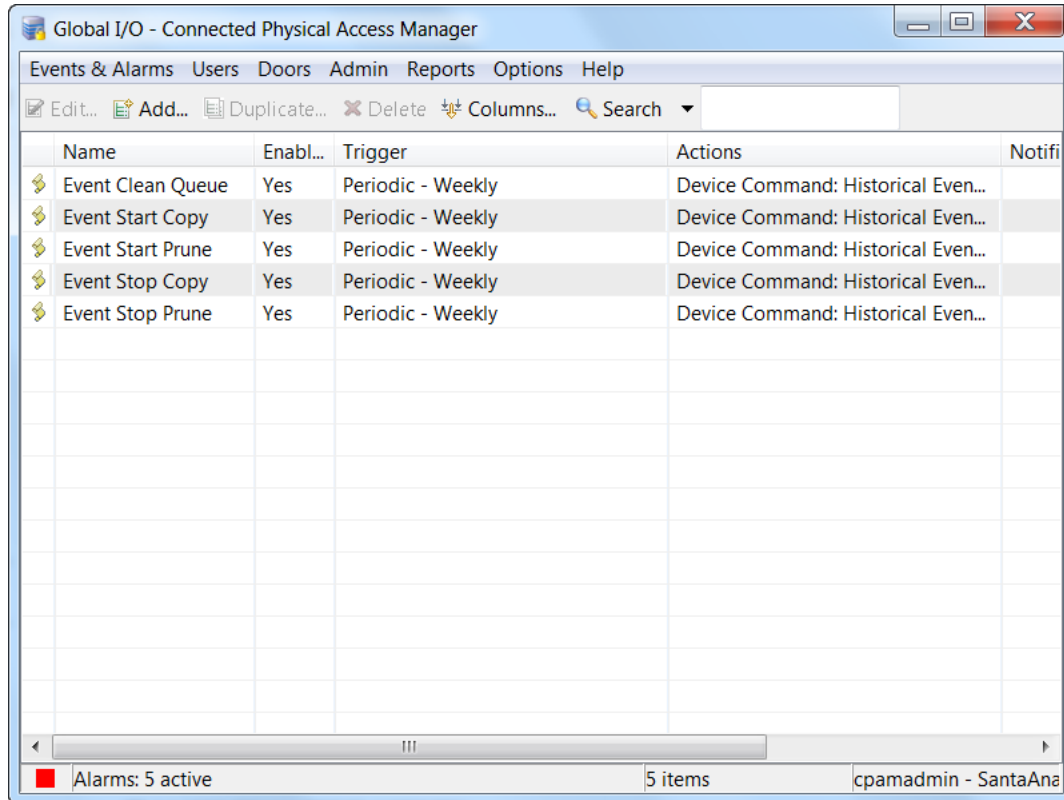 Global I/O - Connected Physical Access Manager
Events & Alarms Users Doors Admin Reports Options Help
Edit... Add... Duplicate... Delete Columns... Search
Name Enabl... Trigger Actions Notifi
Event Clean Queue Yes Periodic - Weekly Device Command: Historical Even...
Event Start Copy Yes Periodic - Weekly Device Command: Historical Even...
Event Start Prune Yes Periodic - Weekly Device Command: Historical Even...
Event Stop Copy Yes Periodic - Weekly Device Command: Historical Even...
Event Stop Prune Yes Periodic - Weekly Device Command: Historical Even...
Alarms: 5 active 5 items cpamadmin - SantaAna